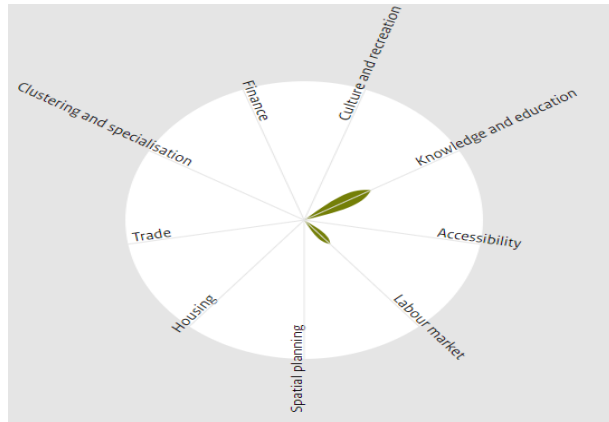 Culture and recreation
Knowledge and education
Accessibility
Labour market
Spatial planning
Housing
Trade
Clustering and specialisation
Finance